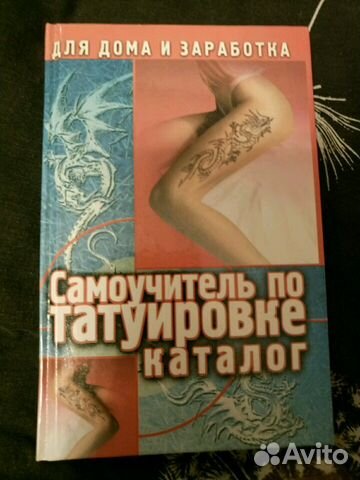 ДЛЯ ДОМА И ЗАРАБОТКА
Самоучитель по
татуировке
каталог
Avito